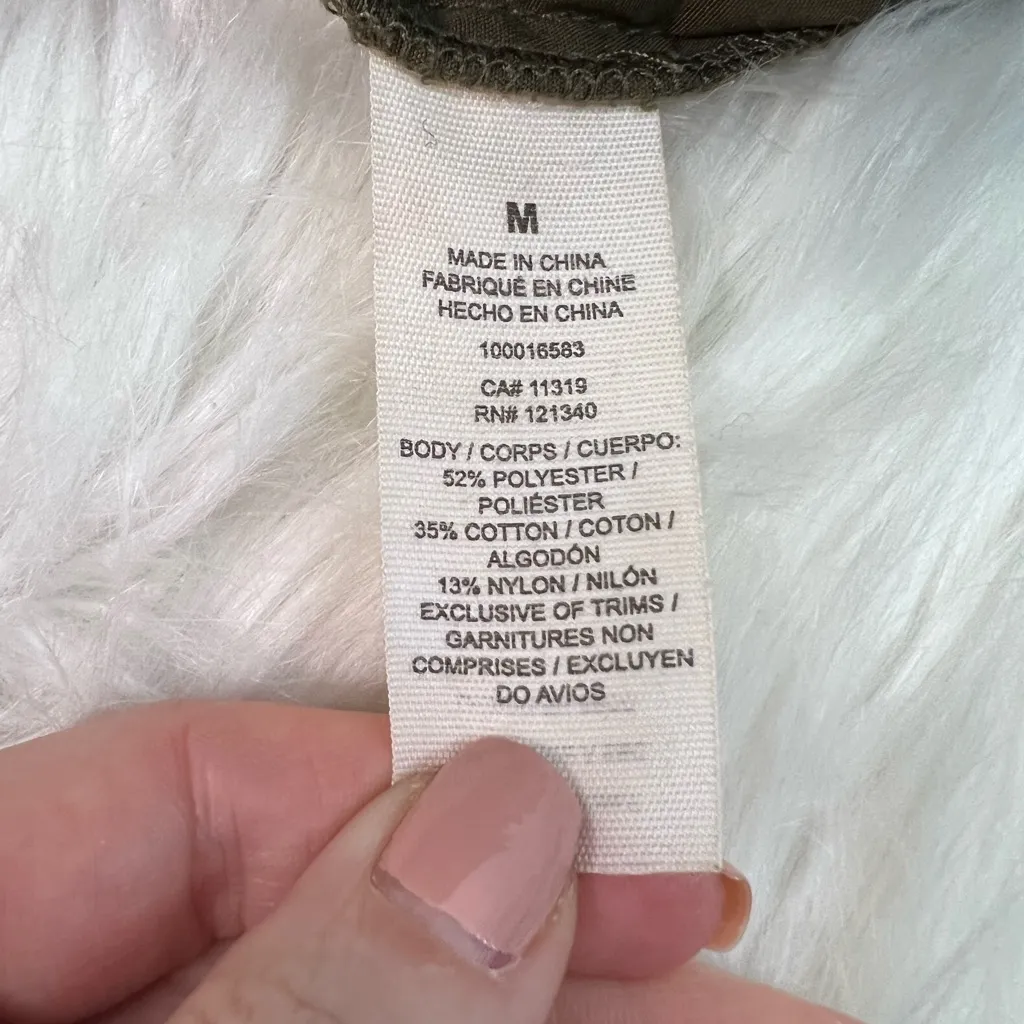 M
MADE IN CHINA
FABRIQUÉ EN CHINE
HECHO EN CHINA
100016583
CA# 11319
RN# 121340
BODY / CORPS / CUERPO:
52% POLYESTER /
POLIÉSTER
35% COTTON / COTON /
ALGODÓN
13% NYLON / NILÓN
EXCLUSIVE OF TRIMS /
GARNITURES NON
COMPRISES / EXCLUYEN
DO AVIOS